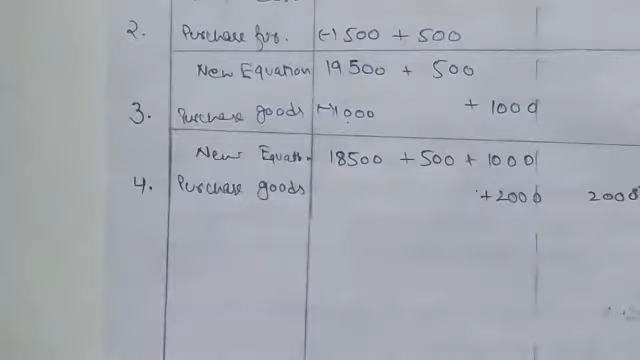 2. Purchase fur. (-) 500 + 500
New Equation 19500 + 500
3. Purchase goods (-) 1000 + 1000
New Equatn. 18500 + 500 + 1000
4. Purchase goods +2000 2000